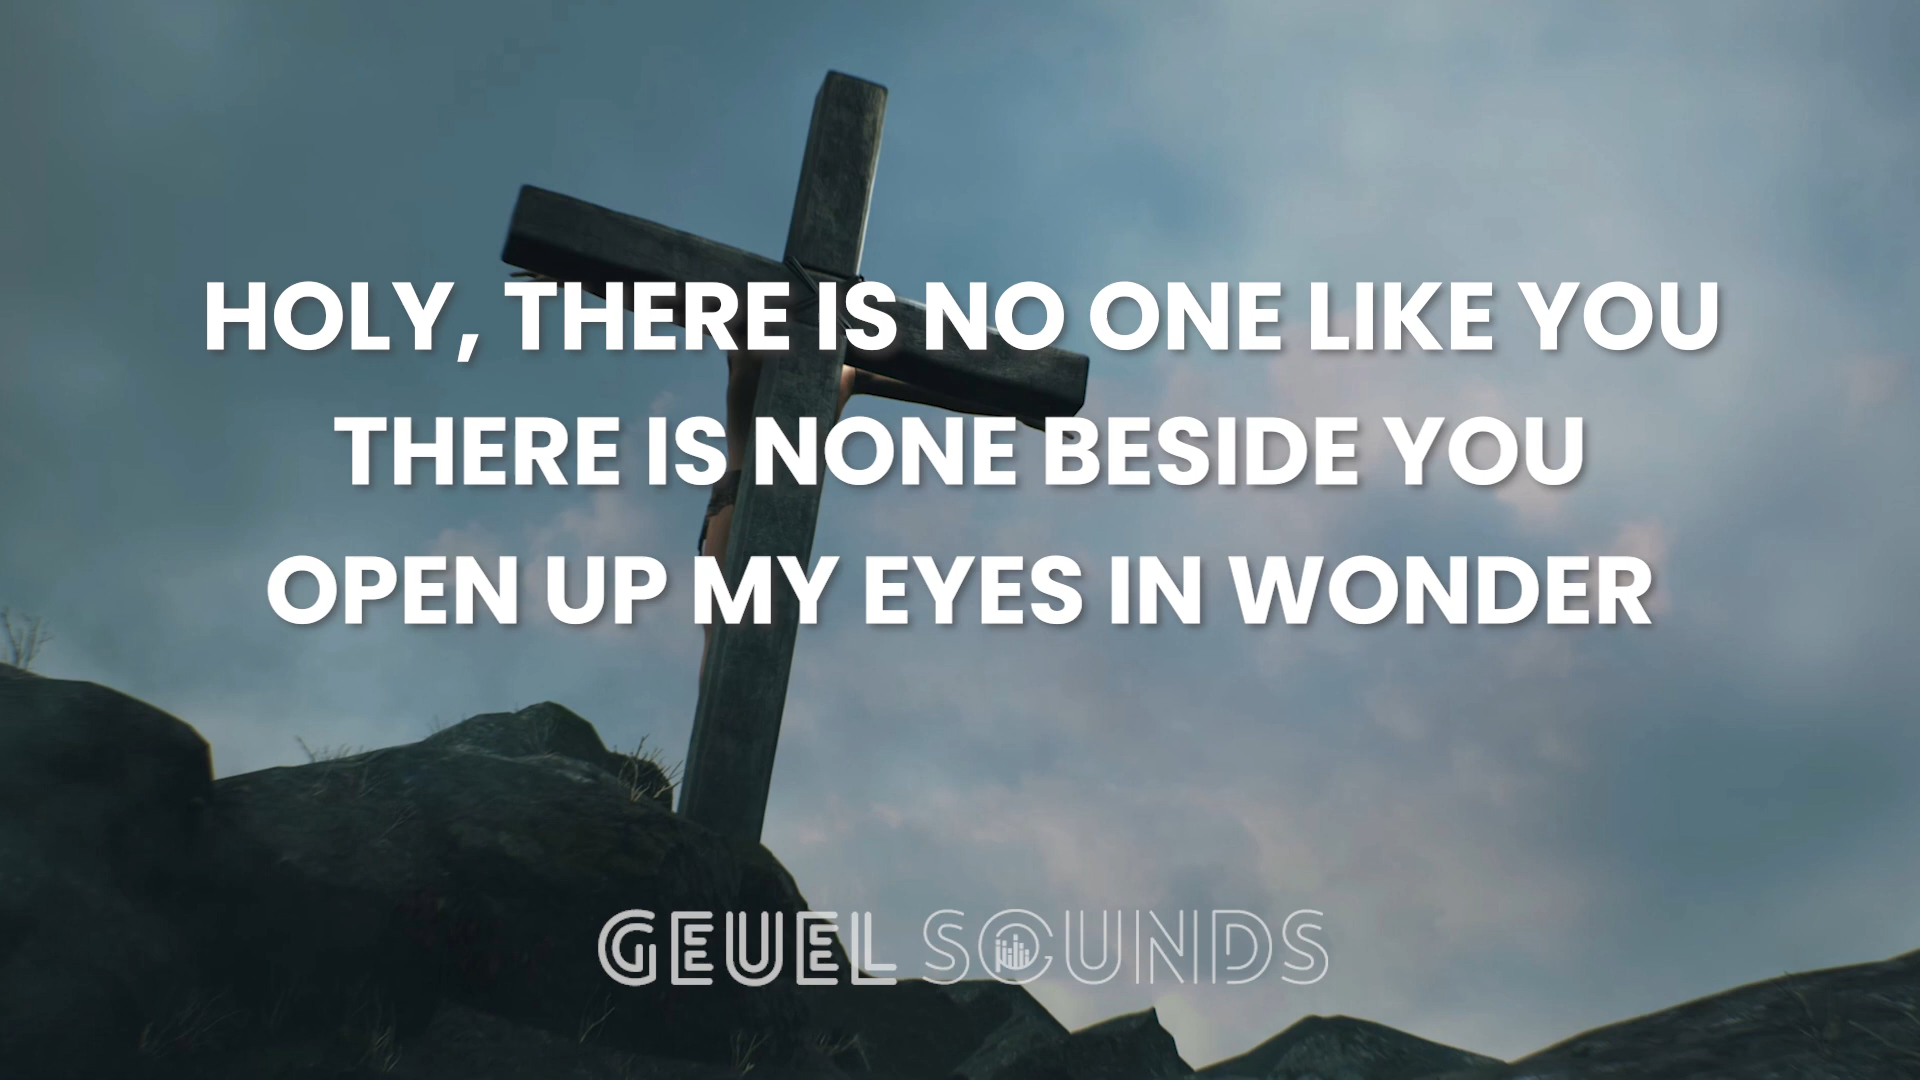 HOLY, THERE IS NO ONE LIKE YOU
THERE IS NONE BESIDE YOU
OPEN UP MY EYES IN WONDER
GEUEL SOUNDS